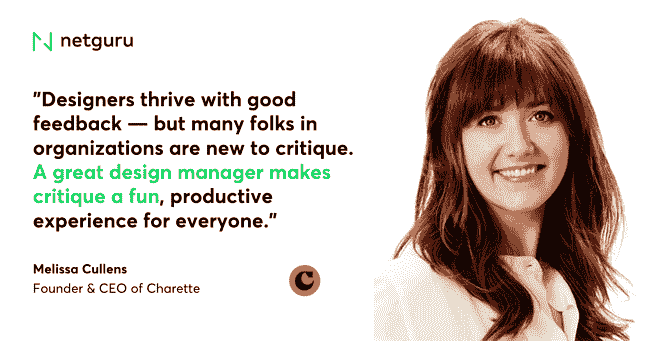 netguru
"Designers thrive with good
feedback — but many folks in
organizations are new to critique.
A great design manager makes
critique a fun, productive
experience for everyone."
Melissa Cullens
Founder & CEO of Charette
C